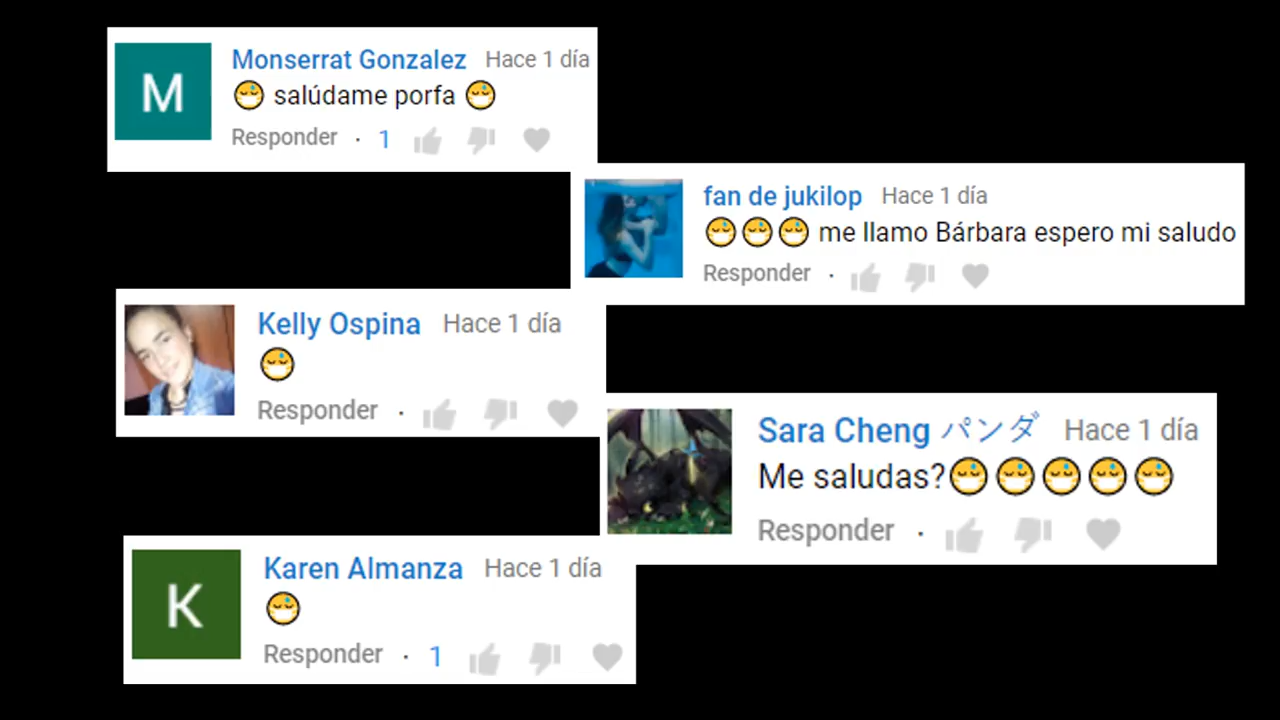 M
Monserrat Gonzalez Hace 1 día
😷 salúdame porfa 😷
Responder · 1
fan de jukilop Hace 1 día
😷😷😷 me llamo Bárbara espero mi saludo
Responder ·
Kelly Ospina Hace 1 día
😷
Responder ·
Sara Cheng パンダ Hace 1 día
Me saludas?😷😷😷😷😷
Responder ·
K
Karen Almanza Hace 1 día
😷
Responder · 1